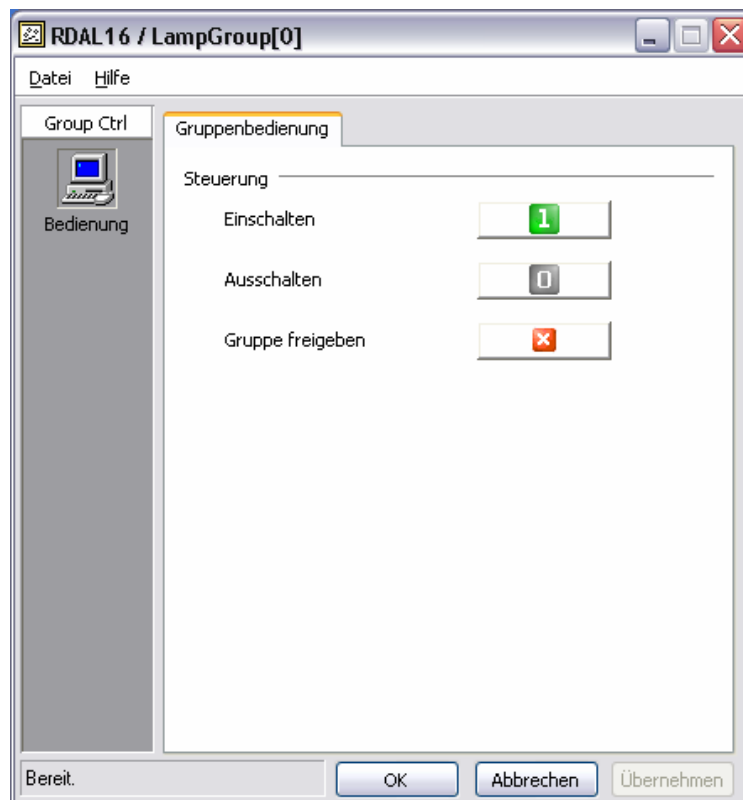 RDAL16 / LampGroup[0]
Datei Hilfe
Group Ctrl
Bedienung
Gruppenbedienung
Steuerung
Einschalten 1
Ausschalten 0
Gruppe freigeben
Bereit.
OK Abbrechen Übernehmen